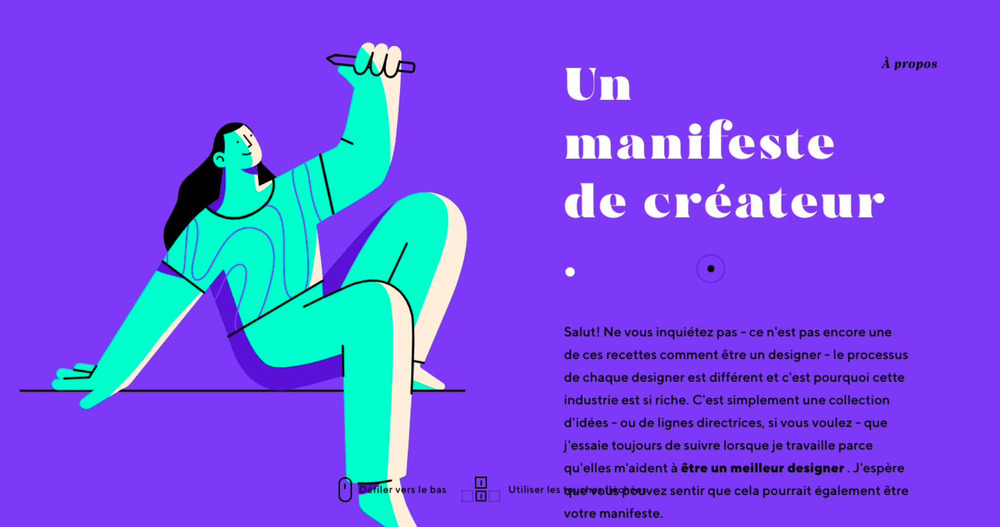 À propos
Un
manifeste
de créateur
.
Salut! Ne vous inquiétez pas - ce n'est pas encore une
de ces recettes comment être un designer - le processus
de chaque designer est différent et c'est pourquoi cette
industrie est si riche. C'est simplement une collection
d'idées - ou de lignes directrices, si vous voulez - que
j'essaie toujours de suivre lorsque je travaille parce
qu'elles m'aident à être un meilleur designer . J'espère
que vous pouvez sentir que cela pourrait également être
votre manifeste.
Défiler vers le bas
Utiliser les touches fléchées